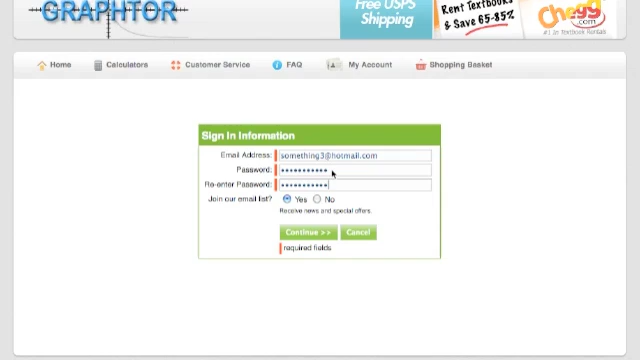 GRAPHTOR
Free USPS
Shipping
Rent Textbooks
& Save 65-85%
Chegg
.com
#1 In Textbook Rentals
Home
Calculators
Customer Service
FAQ
My Account
Shopping Basket
Sign In Information
Email Address:
something3@hotmail.com
Password:
•••••••••••
Re-enter Password:
•••••••••••
Join our email list?
Yes
No
Receive news and special offers.
Continue >>
Cancel
required fields